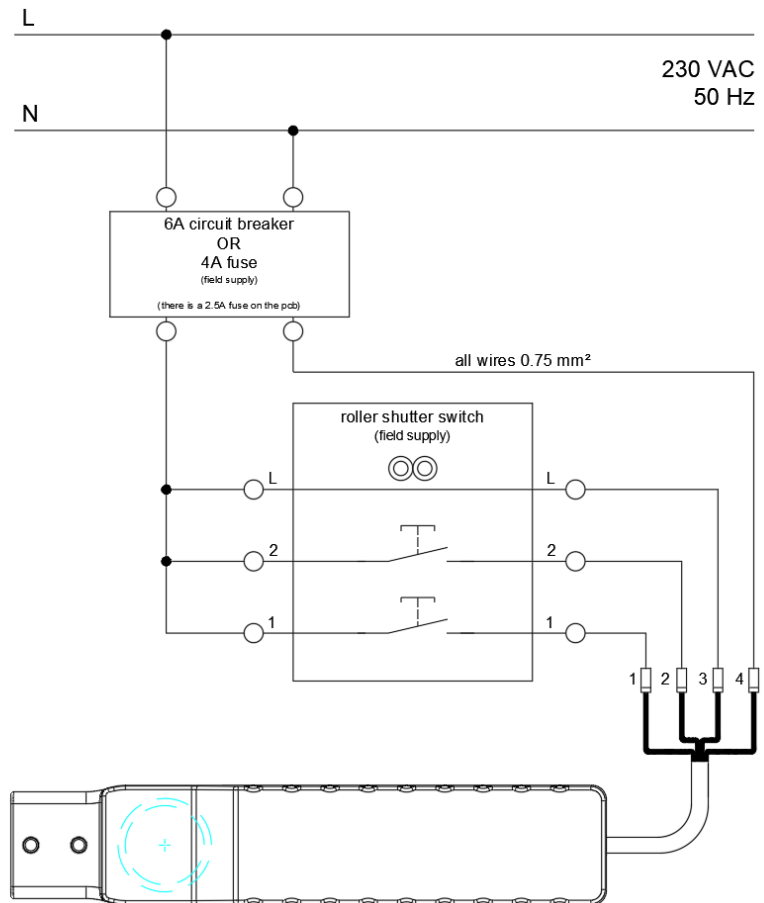 L
230 VAC
50 Hz
N
6A circuit breaker
OR
4A fuse
(field supply)
(there is a 2.5A fuse on the pcb)
all wires 0.75 mm²
roller shutter switch
(field supply)
L L
2 2
1 1
1 2 3 4